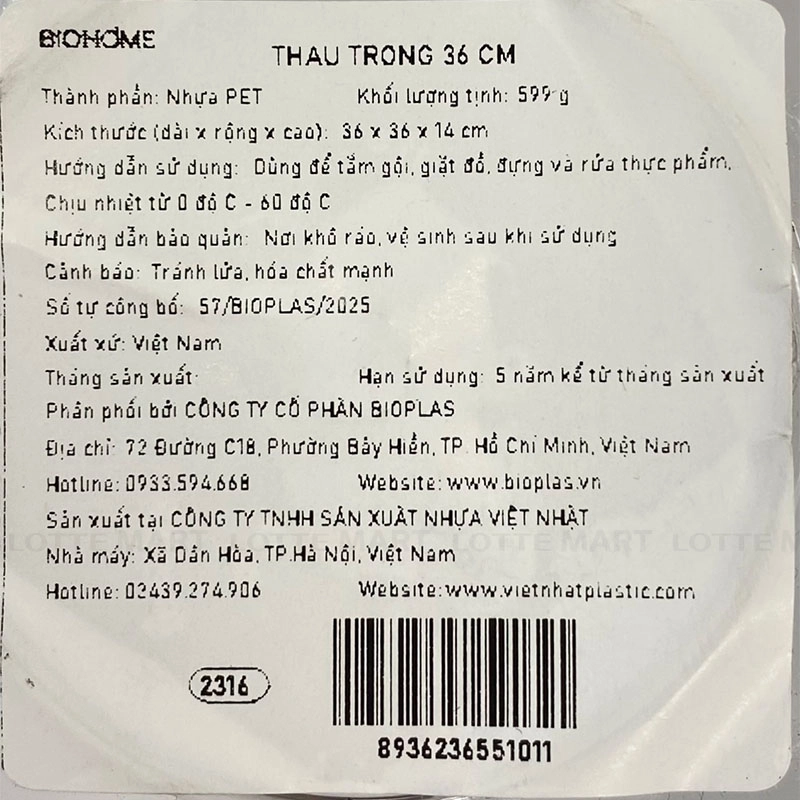 BIOHOME
THAU TRONG 36 CM
Thành phần: Nhựa PET Khối lượng tịnh: 599 g
Kích thước (dài x rộng x cao): 36 x 36 x 14 cm
Hướng dẫn sử dụng: Dùng để tắm gội, giặt đồ, đựng và rửa thực phẩm.
Chịu nhiệt từ 0 độ C - 60 độ C
Hướng dẫn bảo quản: Nơi khô ráo, vệ sinh sau khi sử dụng
Cảnh báo: Tránh lửa, hóa chất mạnh
Số tự công bố: 57/BIOPLAS/2025
Xuất xứ: Việt Nam
Tháng sản xuất: Hạn sử dụng: 5 năm kể từ tháng sản xuất
Phân phối bởi CÔNG TY CỔ PHẦN BIOPLAS
Địa chỉ: 72 Đường C18, Phường Bảy Hiền, TP. Hồ Chí Minh, Việt Nam
Hotline: 0933.594.668 Website: www.bioplas.vn
Sản xuất tại CÔNG TY TNHH SẢN XUẤT NHỰA VIỆT NHẬT
LOTTE MART LOTTE MART LOTTE MART LOTTE M
Nhà máy: Xã Dân Hòa, TP.Hà Nội, Việt Nam
Hotline: 02439.274.906 Website: www.vietnhatplastic.com
2316
8936236551011